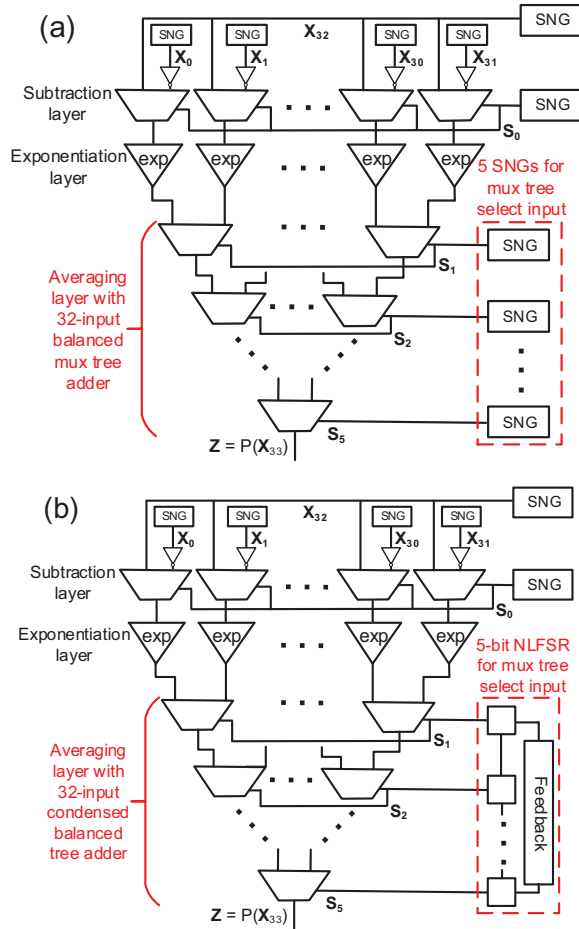 (a)
SNG SNG X32 SNG SNG SNG
X0 X1 X30 X31
Subtraction
layer
SNG
S0
Exponentiation
layer
exp exp exp exp
5 SNGs for
mux tree
select input
SNG
S1
Averaging
layer with
32-input
balanced
mux tree
adder
SNG
S2
SNG
S5
Z = P(X33)
(b)
SNG SNG X32 SNG SNG SNG
X0 X1 X30 X31
Subtraction
layer
SNG
S0
Exponentiation
layer
exp exp exp exp
5-bit NLFSR
for mux tree
select input
S1
Averaging
layer with
32-input
condensed
balanced
tree adder
Feedback
S2
S5
Z = P(X33)